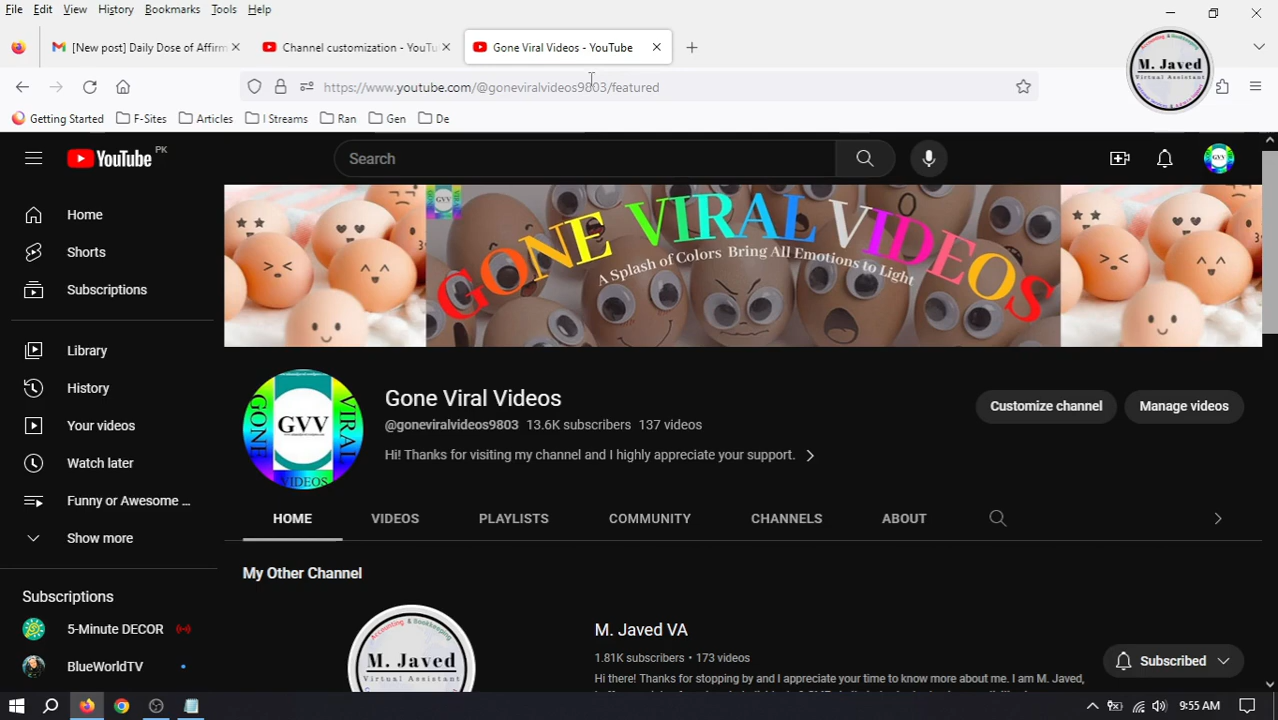 File Edit View History Bookmarks Tools Help
[New post] Daily Dose of Affirm
Channel customization - YouTu
Gone Viral Videos - YouTube
https://www.youtube.com/@goneviralvideos9803/featured
Accounting & Bookkeeping
M. Javed
Virtual Assistant
Getting Started F-Sites Articles I Streams Ran Gen De
YouTube PK
Search
GVV
Home
Shorts
Subscriptions
Library
History
Your videos
Watch later
Funny or Awesome ...
Show more
Subscriptions
5-Minute DECOR
BlueWorldTV
GVV
GONE VIRAL VIDEOS
A Splash of Colors Bring All Emotions to Light
GONE
GVV
VIRAL
VIDEOS
Gone Viral Videos
@goneviralvideos9803 13.6K subscribers 137 videos
Hi! Thanks for visiting my channel and I highly appreciate your support.
Customize channel
Manage videos
HOME VIDEOS PLAYLISTS COMMUNITY CHANNELS ABOUT
My Other Channel
Accounting & Bookkeeping
M. Javed
M. Javed VA
1.81K subscribers • 173 videos
Hi there! Thanks for stopping by and I appreciate your time to know more about me. I am M. Javed,
Subscribed
9:55 AM